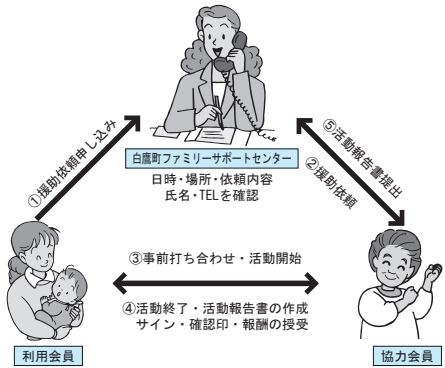 ①援助依頼申し込み
白鷹町ファミリーサポートセンター
日時・場所・依頼内容
氏名・TELを確認
⑤活動報告書提出
②援助依頼
③事前打ち合わせ・活動開始
④活動終了・活動報告書の作成
サイン・確認印・報酬の授受
利用会員
協力会員